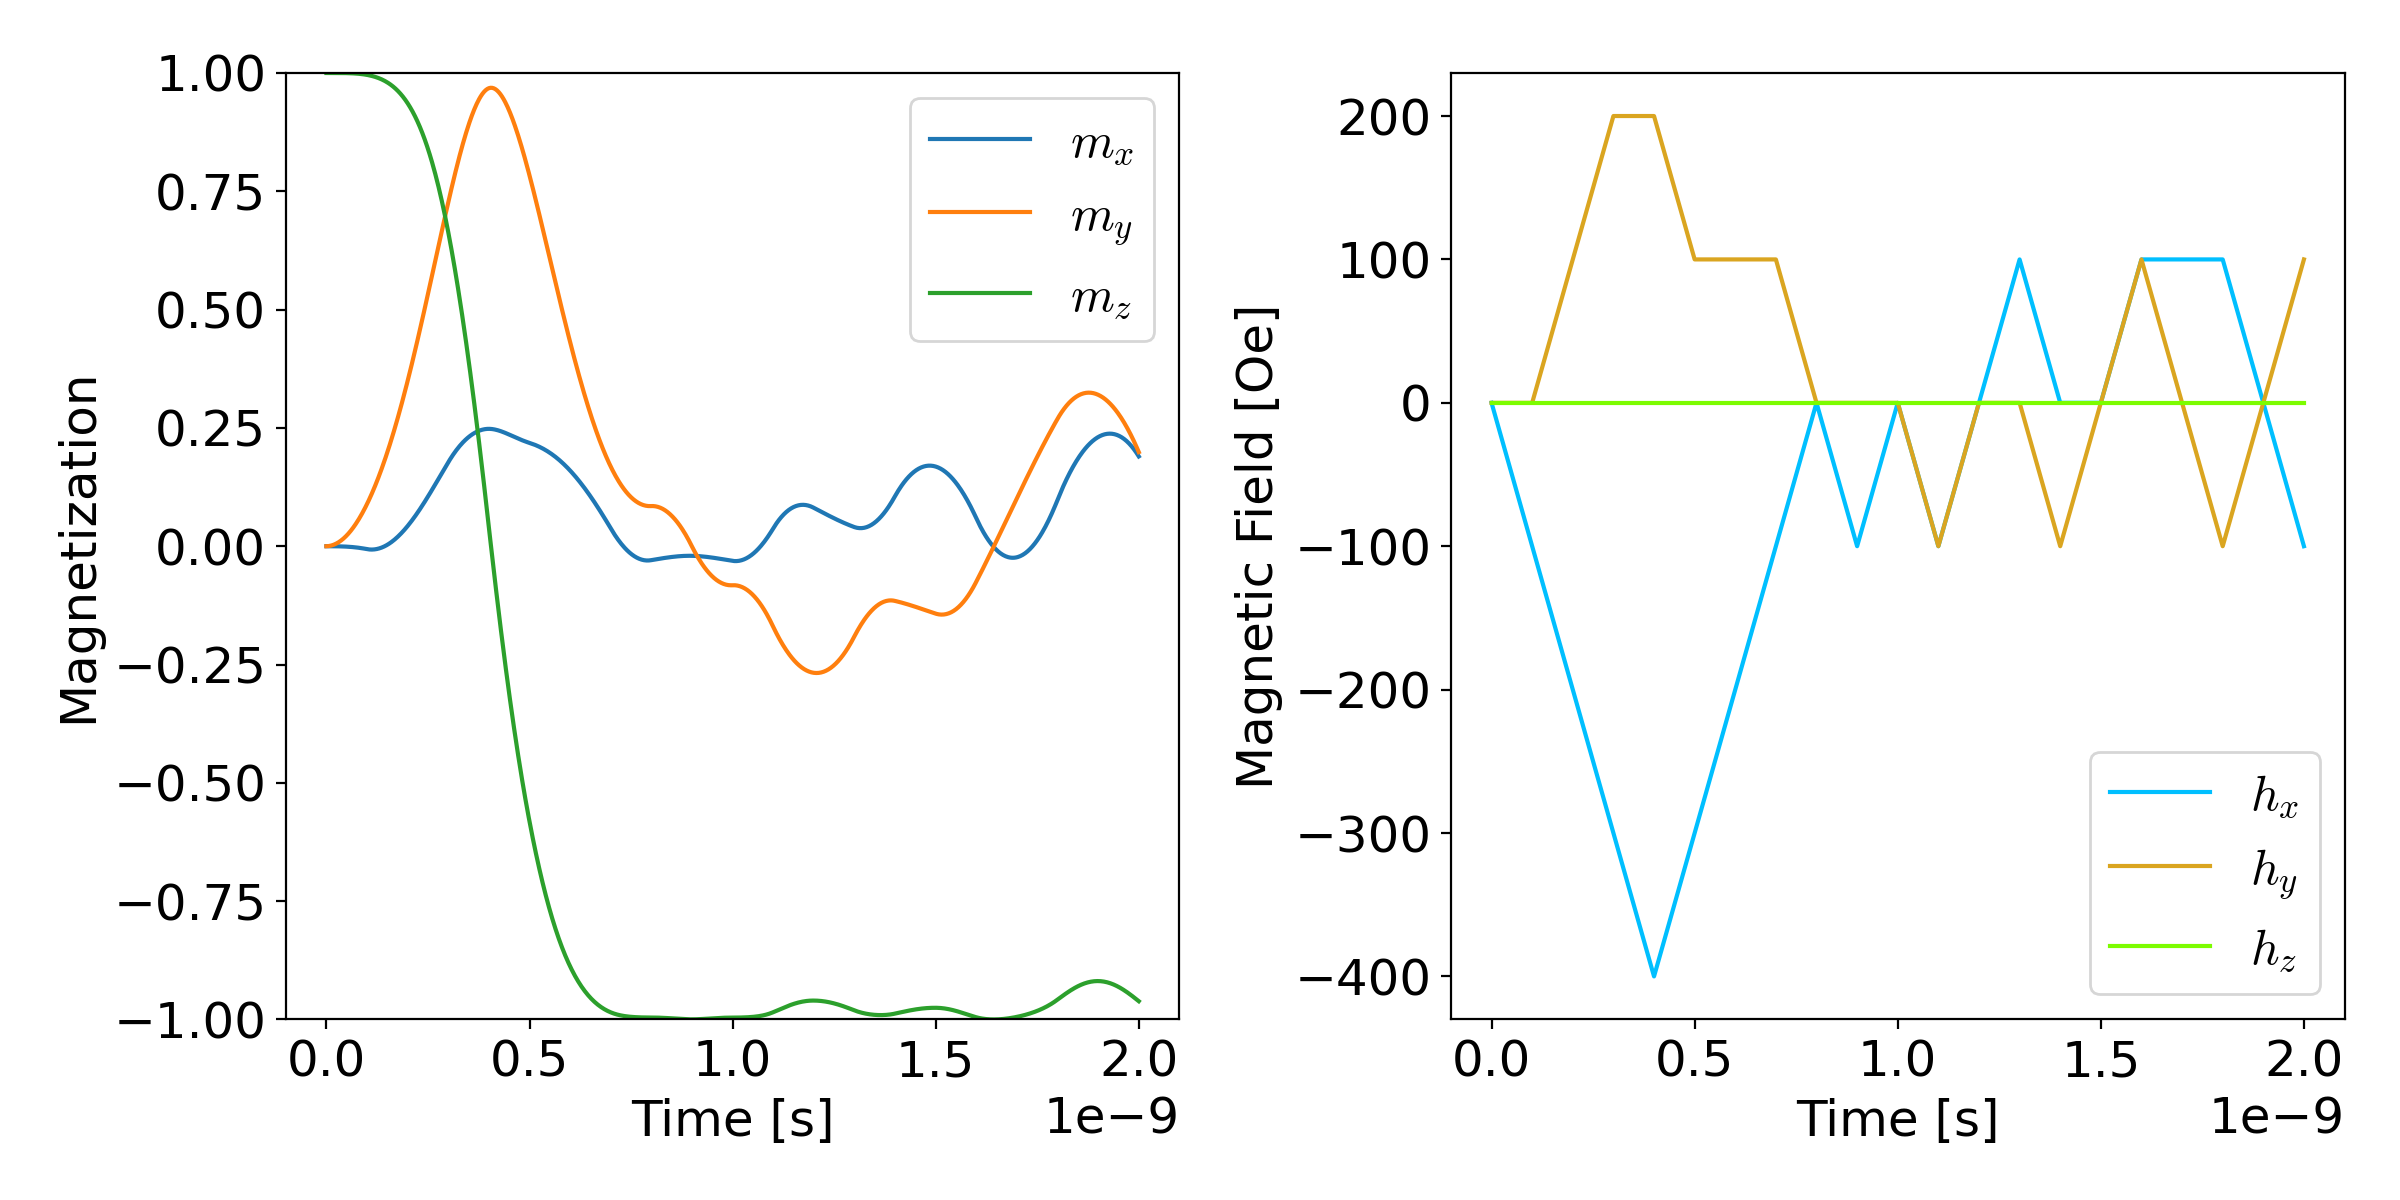 Magnetization
1.00
0.75
0.50
0.25
0.00
−0.25
−0.50
−0.75
−1.00
0.0 0.5 1.0 1.5 2.0
Time [s]
1e−9
m_x
m_y
m_z
Magnetic Field [Oe]
200
100
0
−100
−200
−300
−400
0.0 0.5 1.0 1.5 2.0
Time [s]
1e−9
h_x
h_y
h_z